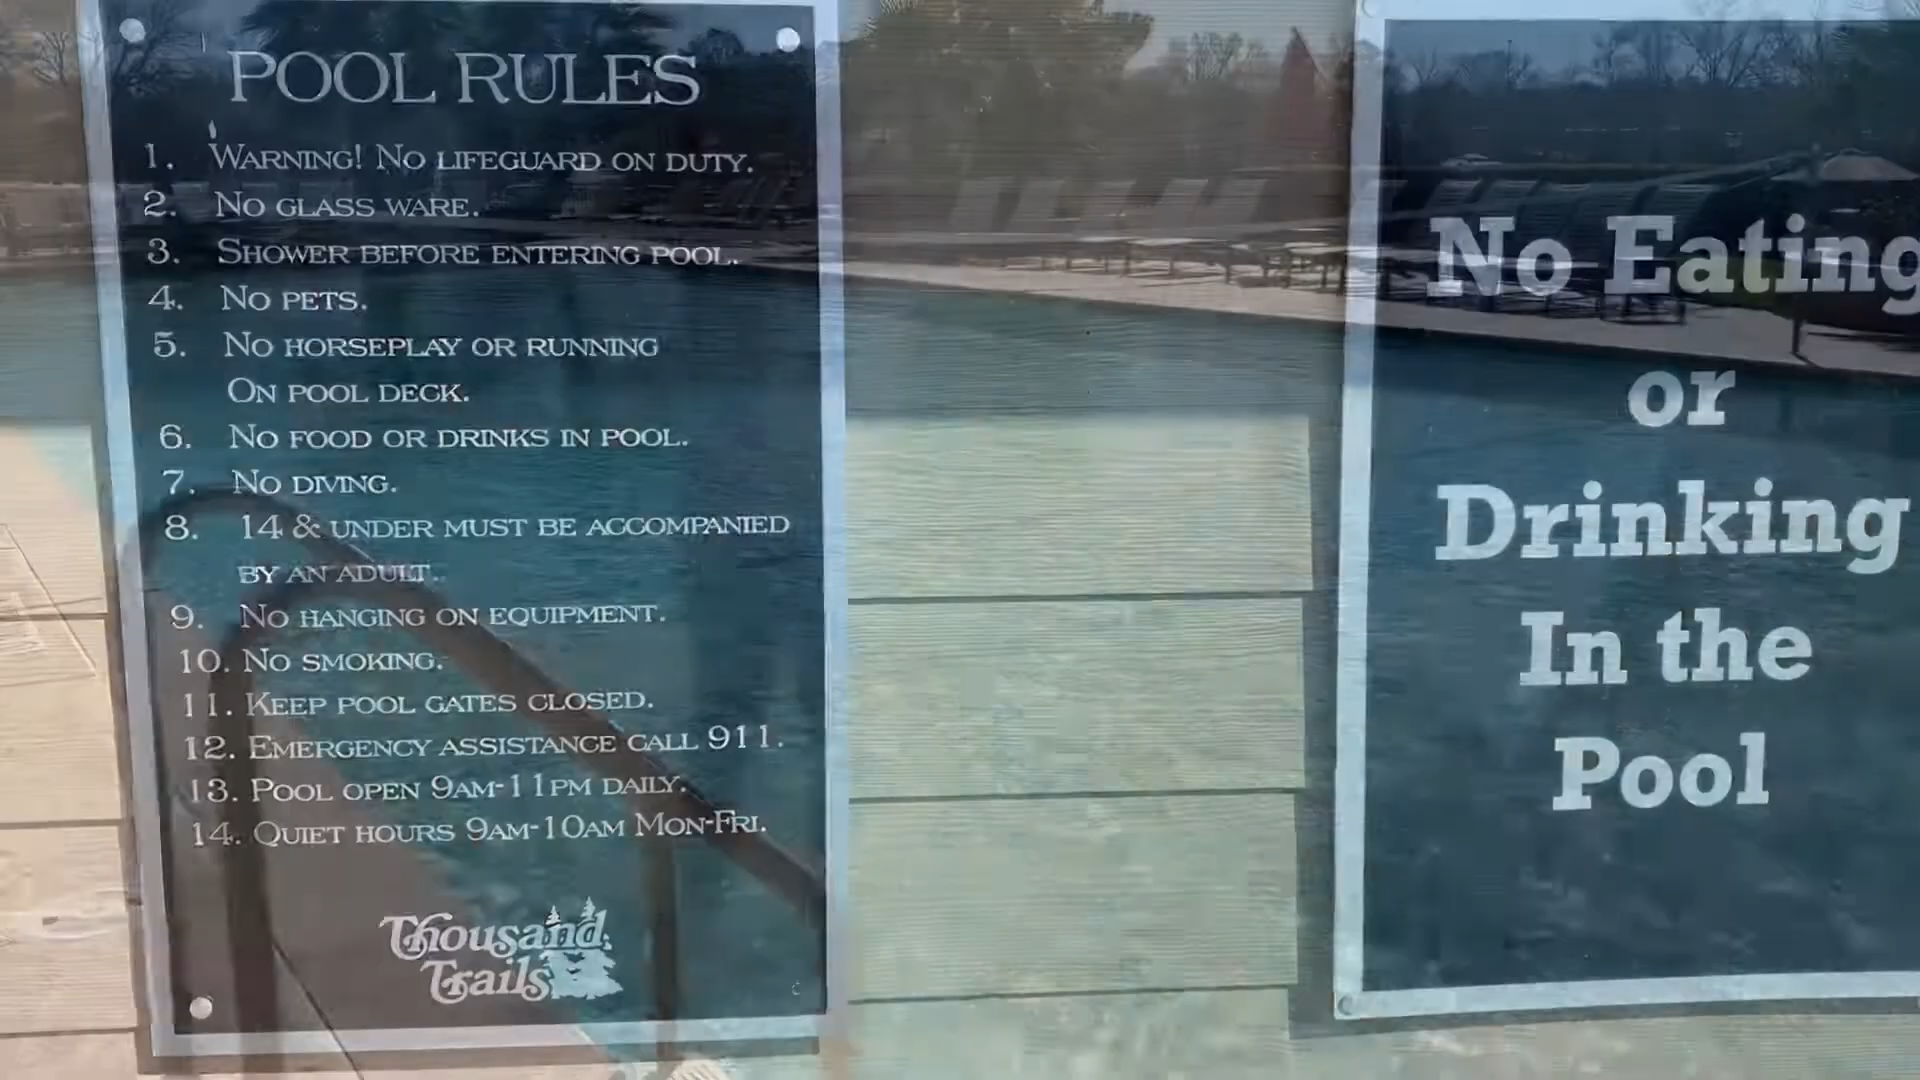 POOL RULES
1. WARNING! NO LIFEGUARD ON DUTY.
2. NO GLASS WARE.
3. SHOWER BEFORE ENTERING POOL.
4. NO PETS.
5. NO HORSEPLAY OR RUNNING
ON POOL DECK.
6. NO FOOD OR DRINKS IN POOL.
7. NO DIVING.
8. 14 & UNDER MUST BE ACCOMPANIED
BY AN ADULT.
9. NO HANGING ON EQUIPMENT.
10. NO SMOKING.
11. KEEP POOL GATES CLOSED.
12. EMERGENCY ASSISTANCE CALL 911.
13. POOL OPEN 9AM-11PM DAILY.
14. QUIET HOURS 9AM-10AM MON-FRI.
Thousand
Trails
No Eating
or
Drinking
In the
Pool